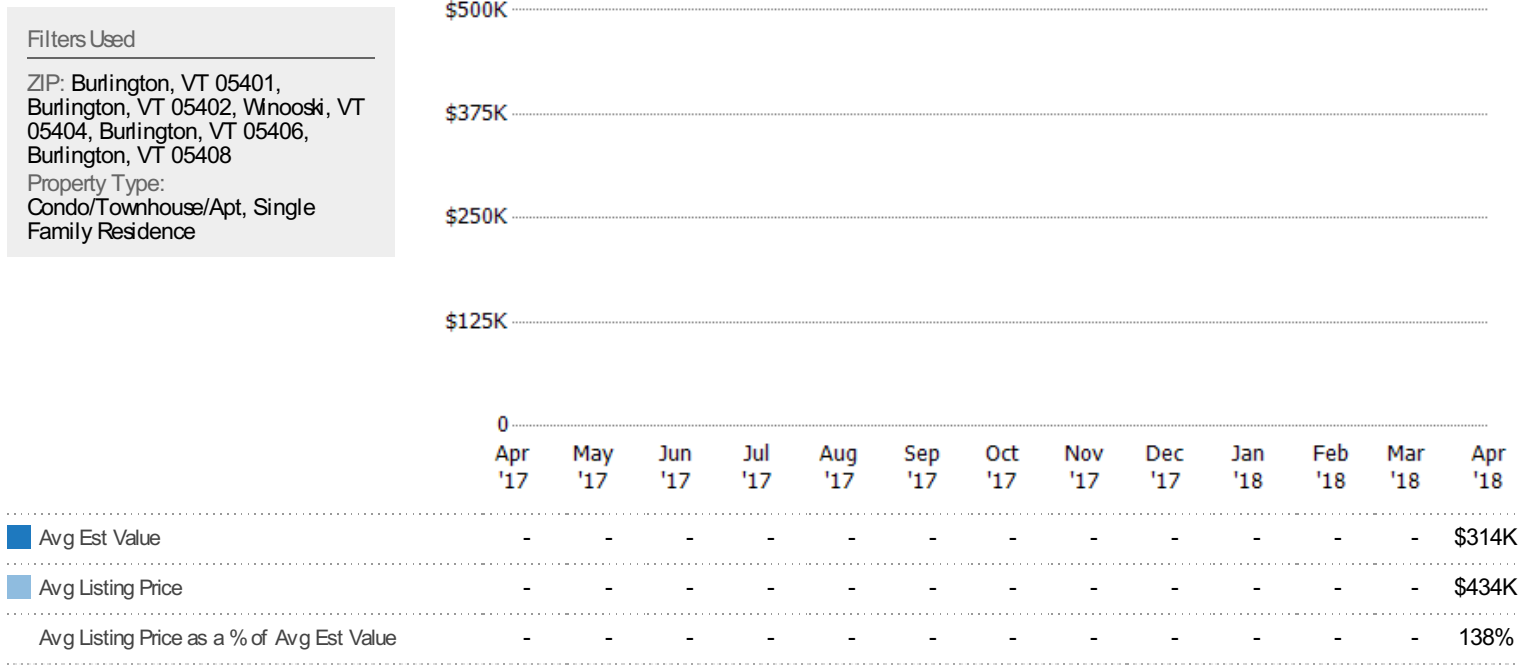 Filters Used
ZIP: Burlington, VT 05401,
Burlington, VT 05402, Winooski, VT
05404, Burlington, VT 05406,
Burlington, VT 05408
Property Type:
Condo/Townhouse/Apt, Single
Family Residence
$500K
$375K
$250K
$125K
0
Apr May Jun Jul Aug Sep Oct Nov Dec Jan Feb Mar Apr
'17 '17 '17 '17 '17 '17 '17 '17 '17 '18 '18 '18 '18
Avg Est Value - - - - - - - - - - - - $314K
Avg Listing Price - - - - - - - - - - - - $434K
Avg Listing Price as a % of Avg Est Value - - - - - - - - - - - - 138%